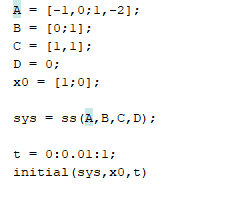 A = [-1,0;1,-2];
B = [0;1];
C = [1,1];
D = 0;
x0 = [1;0];
sys = ss(A,B,C,D);
t = 0:0.01:1;
initial(sys,x0,t)